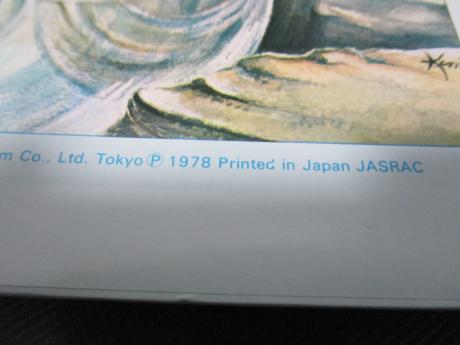 Co., Ltd. Tokyo Ⓟ 1978 Printed in Japan JASRAC